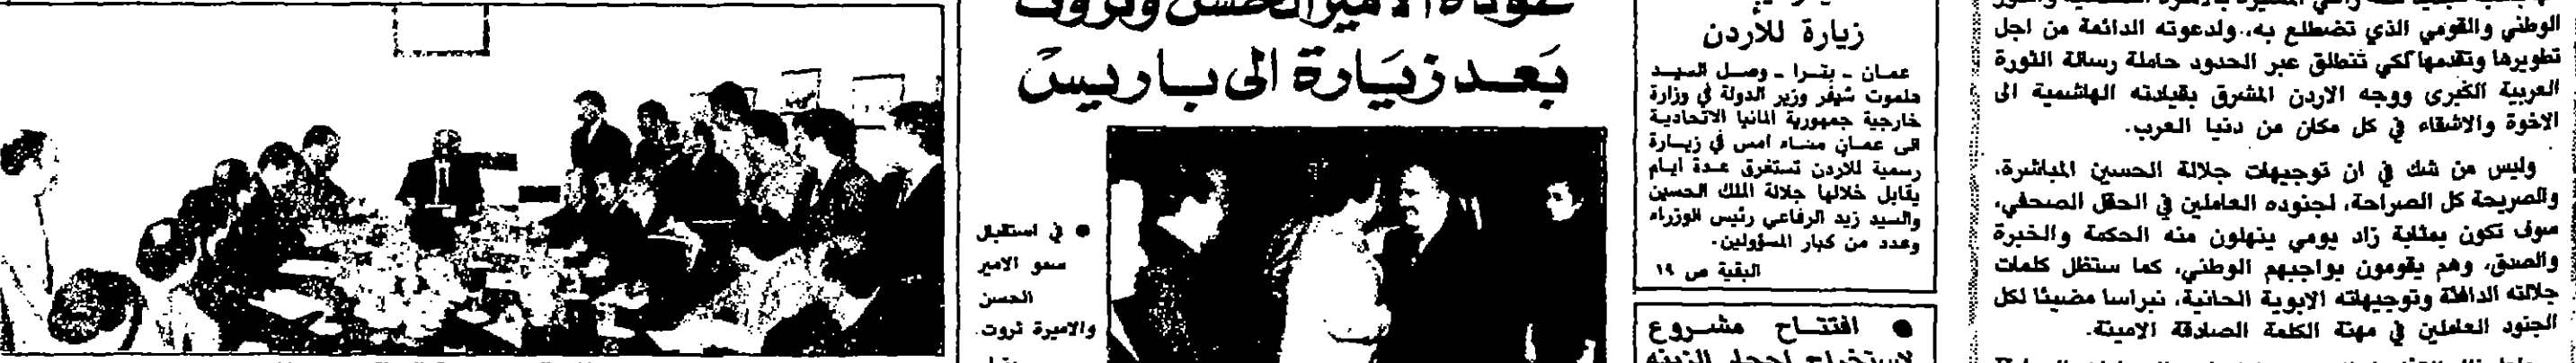 الوطني والقومي الذي تضطلع به، ولدعوته الدائمة من اجل
تطويرها وتقدمها لكي تنطلق عبر الحدود حاملة رسالة الثورة
العربية الكبرى ووجه الاردن المشرق بقيادته الهاشمية الى
الاخوة والاشقاء في كل مكان من دنيا العرب.
وليس من شك في ان توجيهات جلالة الحسين المباشرة،
والصريحة كل الصراحة، لجنوده العاملين في الحقل الصحفي،
سوف تكون بمثابة زاد يومي ينهلون منه الحكمة والخبرة
والصدق، وهم يقومون بواجبهم الوطني، كما ستظل كلمات
جلالته الدافئة وتوجيهاته الابوية الحانية، نبراسا مضيئا لكل
الجنود العاملين في مهنة الكلمة الصادقة الامينة.
زيارة للاردن
عمان - بترا - وصل السيد
هلموت شيفر وزير الدولة في وزارة
خارجية جمهورية المانيا الاتحادية
الى عمان مساء امس في زيارة
رسمية للاردن تستغرق عدة ايام
يقابل خلالها جلالة الملك الحسين
والسيد زيد الرفاعي رئيس الوزراء
وعدد من كبار المسؤولين.
البقية ص ١٩
● افتتاح مشروع
عودة الامير الحسن وثروت
بعد زيارة الى باريس
● في استقبال
سمو الامير
الحسن
والاميرة ثروت